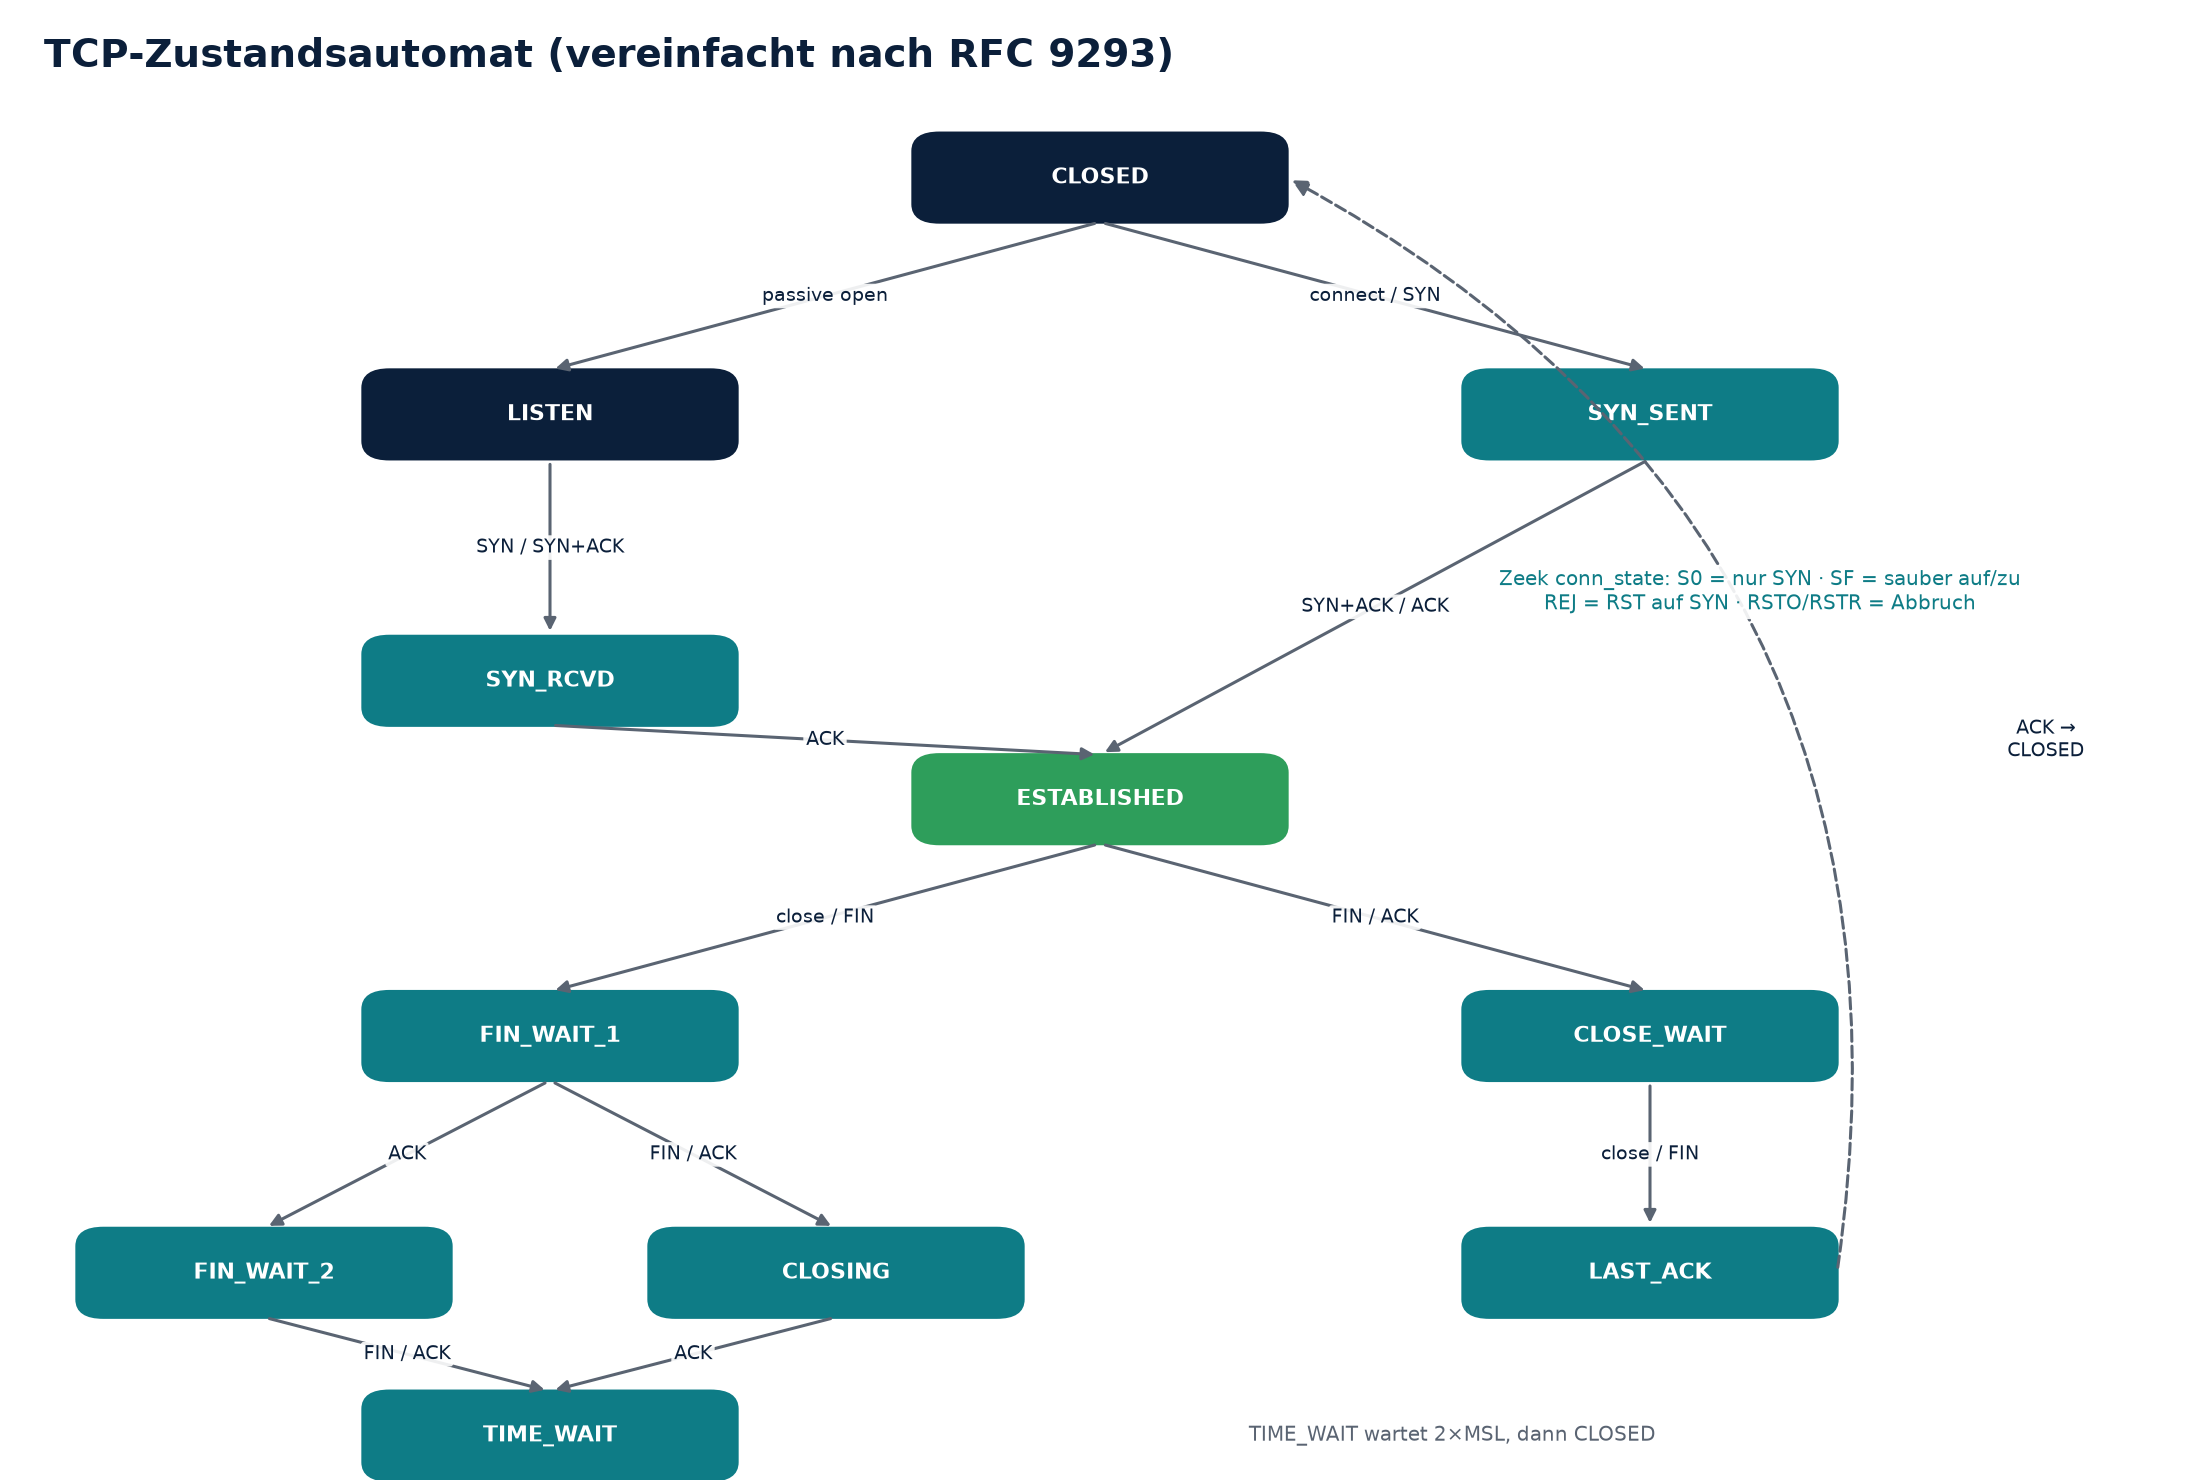 TCP-Zustandsautomat (vereinfacht nach RFC 9293)
CLOSED
passive open
connect / SYN
LISTEN
SYN_SENT
SYN / SYN+ACK
Zeek conn_state: S0 = nur SYN · SF = sauber auf/zu
REJ = RST auf SYN · RSTO/RSTR = Abbruch
SYN+ACK / ACK
SYN_RCVD
ACK →
CLOSED
ACK
ESTABLISHED
close / FIN
FIN / ACK
FIN_WAIT_1
CLOSE_WAIT
ACK
FIN / ACK
close / FIN
FIN_WAIT_2
CLOSING
LAST_ACK
FIN / ACK
ACK
TIME_WAIT
TIME_WAIT wartet 2×MSL, dann CLOSED